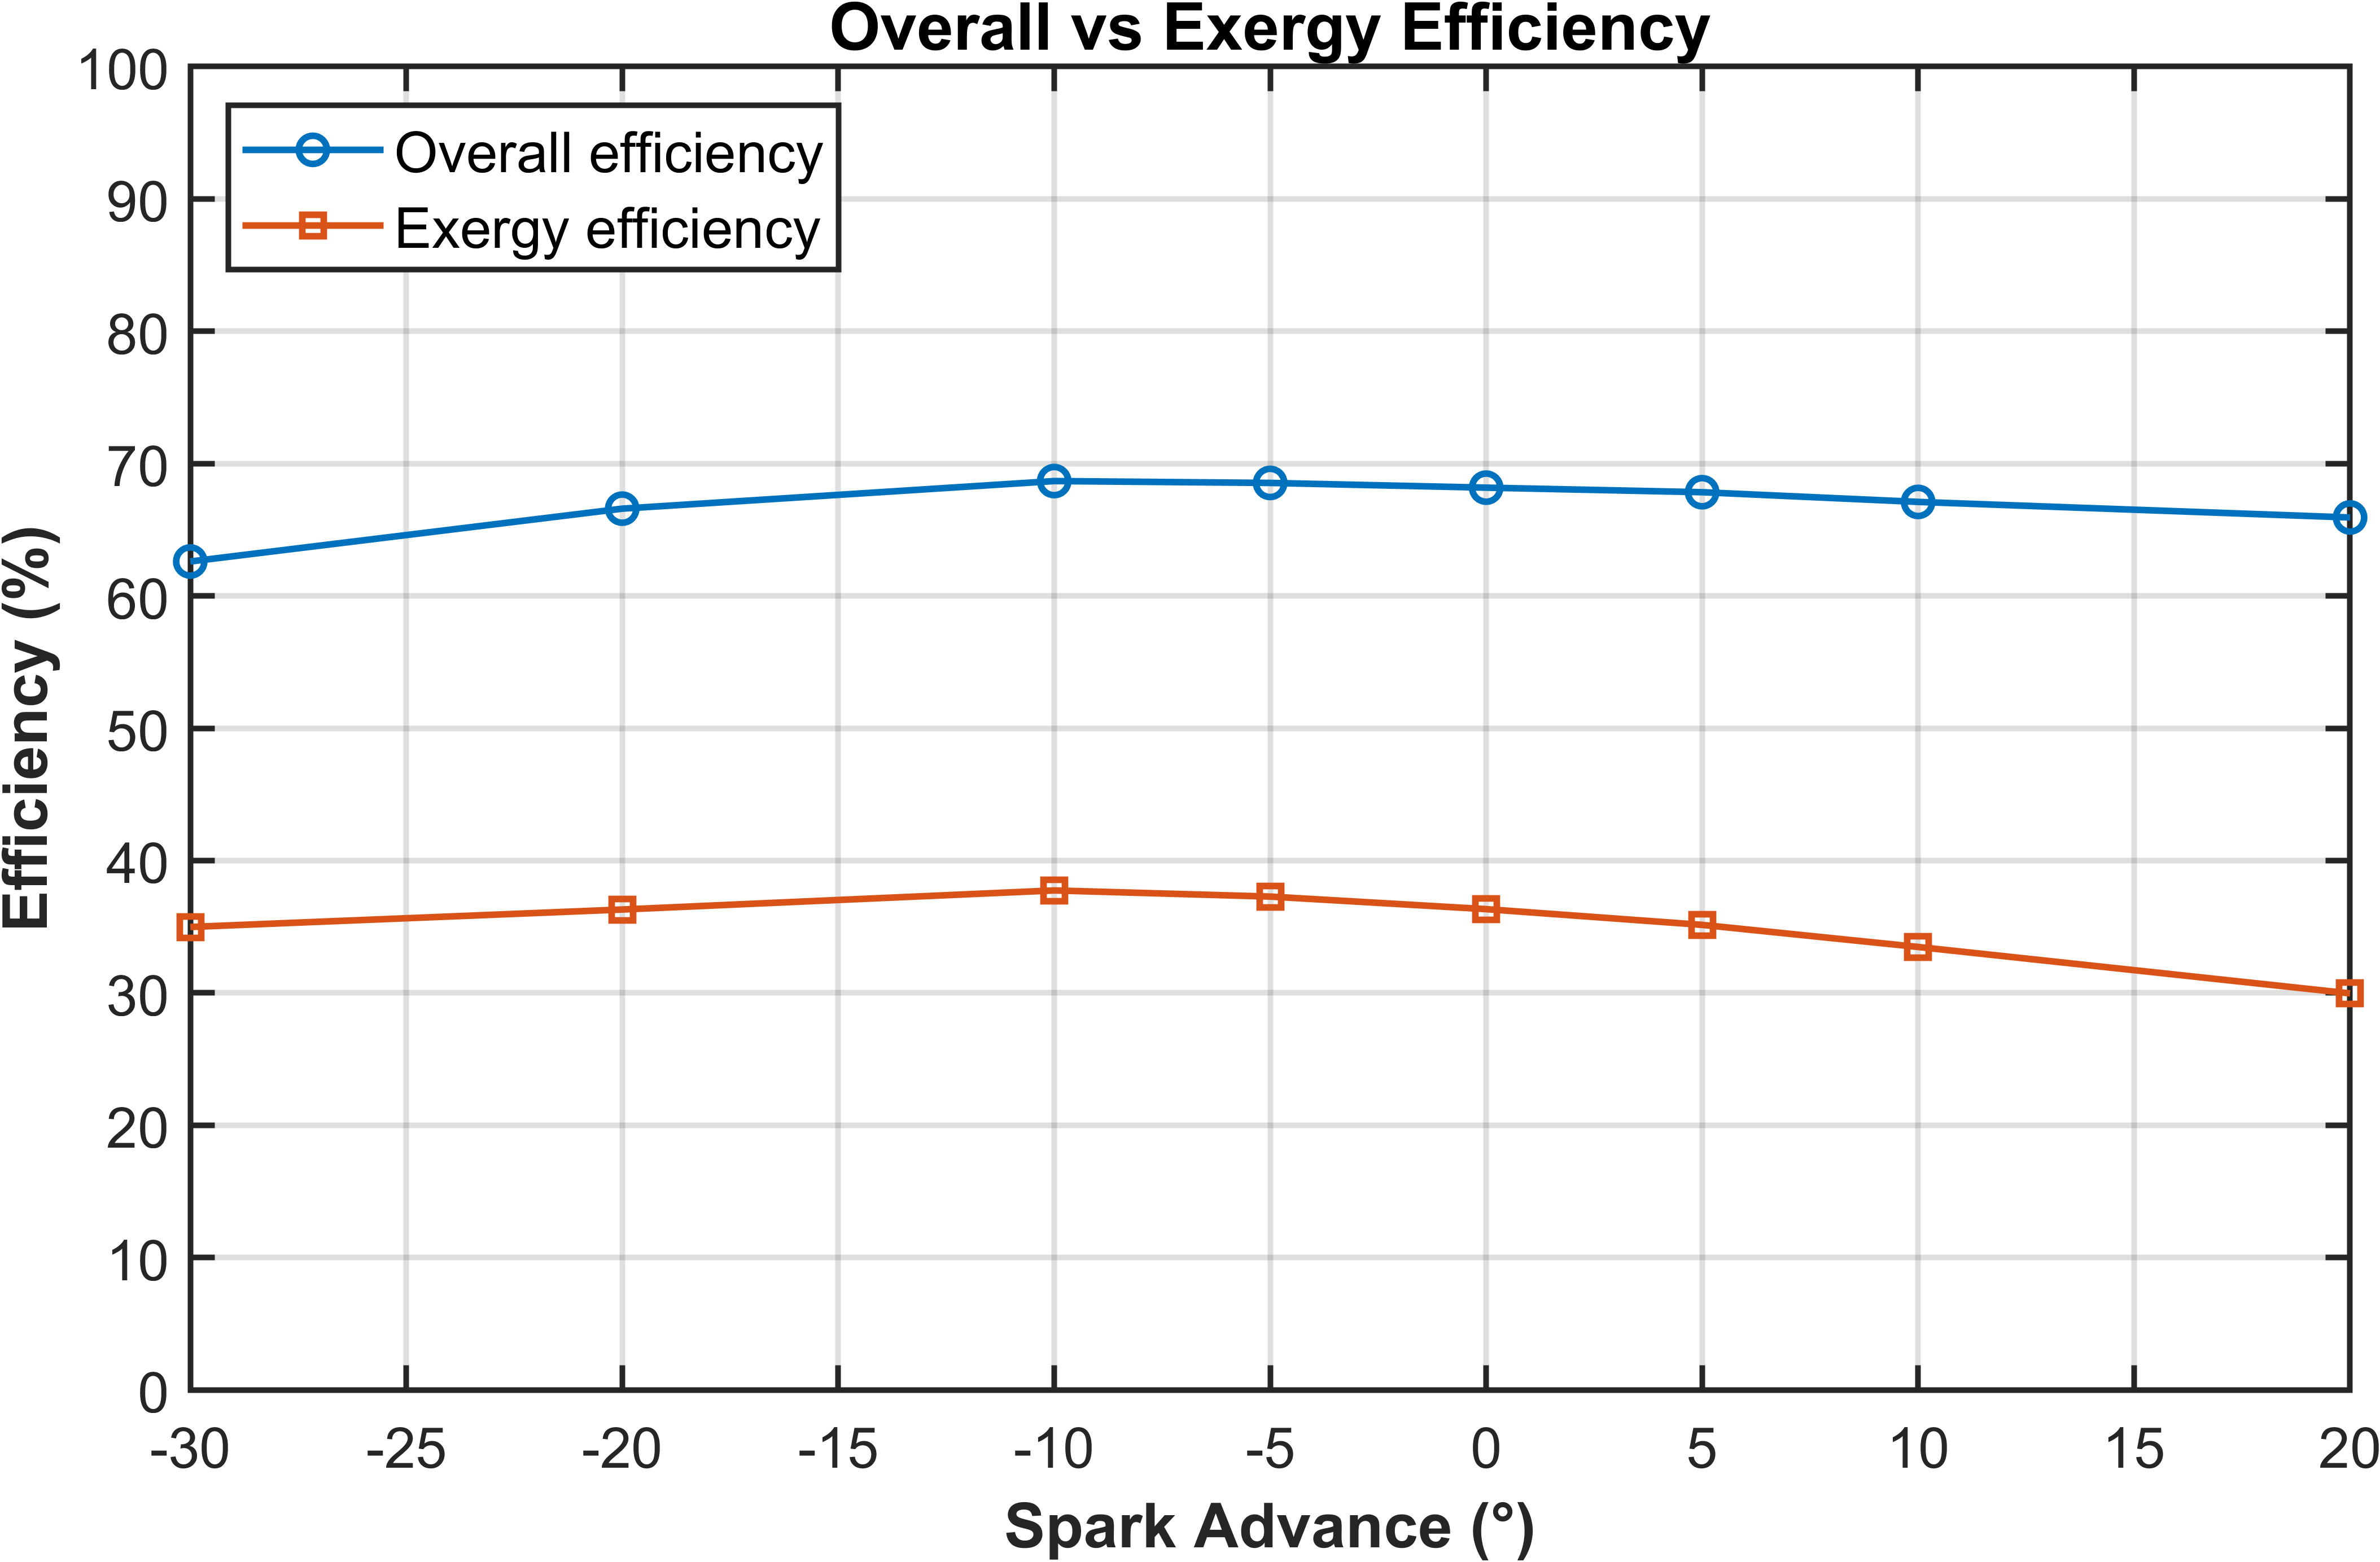 Overall vs Exergy Efficiency
Overall efficiency
Exergy efficiency
Efficiency (%)
100
90
80
70
60
50
40
30
20
10
0
-30 -25 -20 -15 -10 -5 0 5 10 15 20
Spark Advance (°)